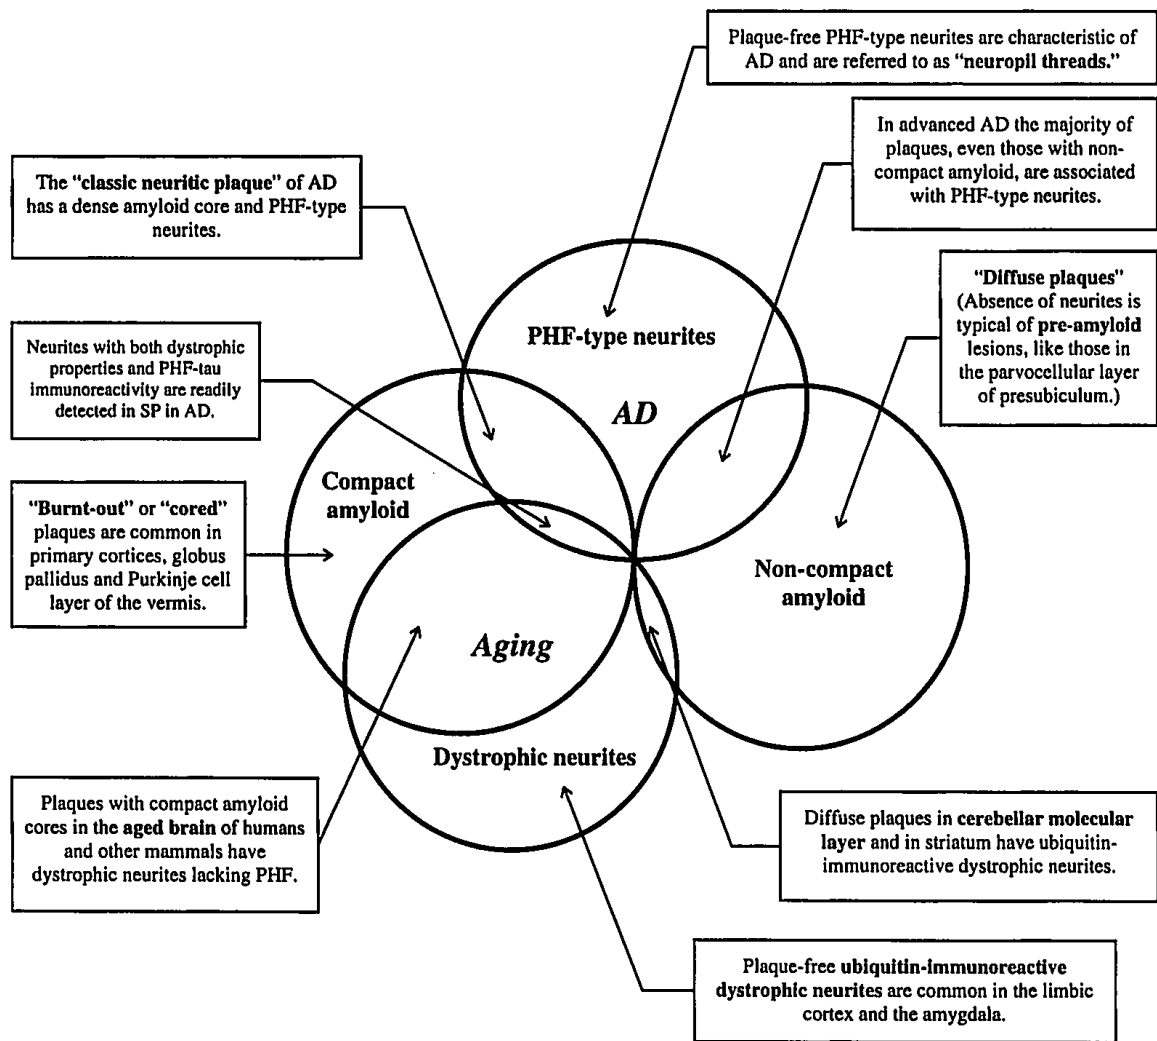 Plaque-free PHF-type neurites are characteristic of
AD and are referred to as “neuropil threads.”
In advanced AD the majority of
plaques, even those with non-
compact amyloid, are associated
with PHF-type neurites.
The “classic neuritic plaque” of AD
has a dense amyloid core and PHF-type
neurites.
“Diffuse plaques”
(Absence of neurites is
typical of pre-amyloid
lesions, like those in
the parvocellular layer
of presubiculum.)
Neurites with both dystrophic
properties and PHF-tau
immunoreactivity are readily
detected in SP in AD.
PHF-type neurites
AD
Compact
amyloid
“Burnt-out” or “cored”
plaques are common in
primary cortices, globus
pallidus and Purkinje cell
layer of the vermis.
Non-compact
amyloid
Aging
Dystrophic neurites
Plaques with compact amyloid
cores in the aged brain of humans
and other mammals have
dystrophic neurites lacking PHF.
Diffuse plaques in cerebellar molecular
layer and in striatum have ubiquitin-
immunoreactive dystrophic neurites.
Plaque-free ubiquitin-immunoreactive
dystrophic neurites are common in the limbic
cortex and the amygdala.